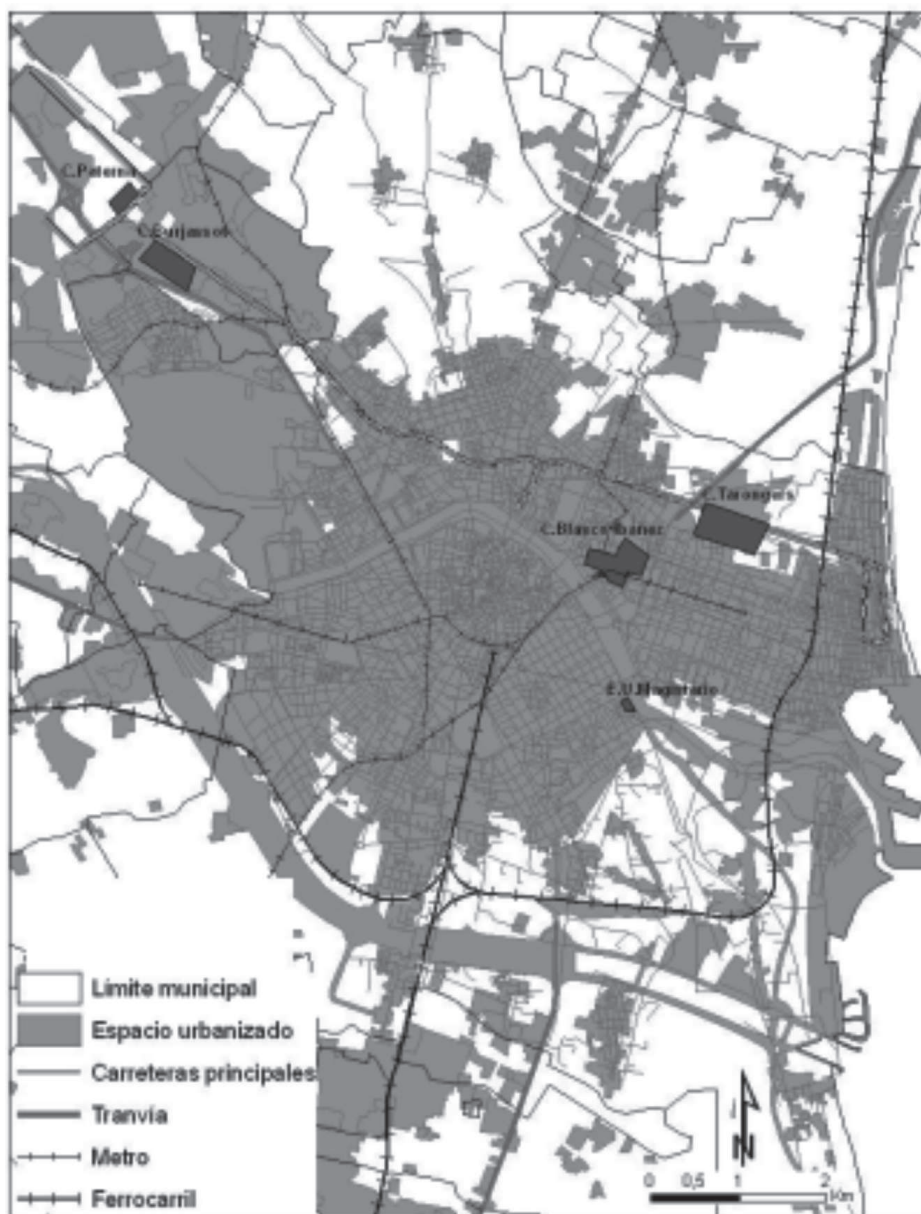 C.Paterna
C.Burjassot
C.Tarongers
C.Blasco Ibanez
E.U.Magisterio
Límite municipal
Espacio urbanizado
Carreteras principales
Tranvía
Metro
Ferrocarril
N
0 0,5 1 2
Km